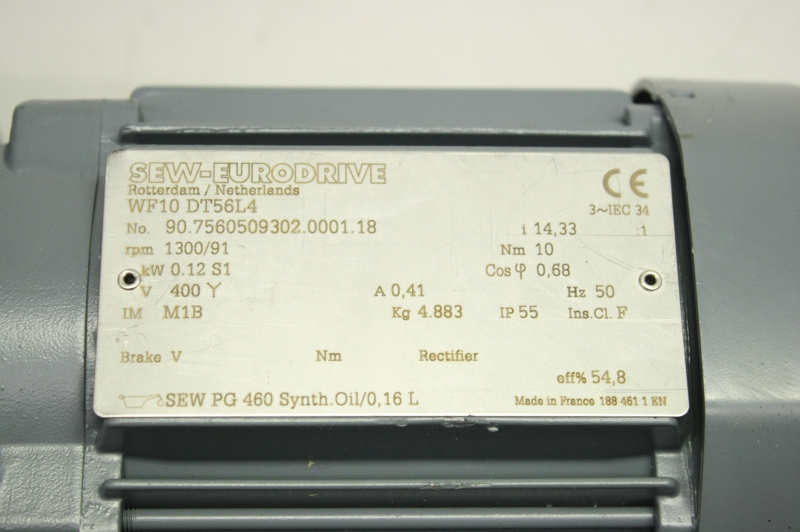 SEW-EURODRIVE
Rotterdam / Netherlands
WF10 DT56L4 3~IEC 34
No. 90.7560509302.0001.18 i 14,33 :1
rpm 1300/91 Nm 10
kW 0.12 S1 Cos φ 0,68
V 400 Y A 0,41 Hz 50
IM M1B Kg 4.883 IP 55 Ins.Cl. F
Brake V Nm Rectifier
eff% 54,8
SEW PG 460 Synth.Oil/0,16 L Made in France 188 461 1 EN
CE